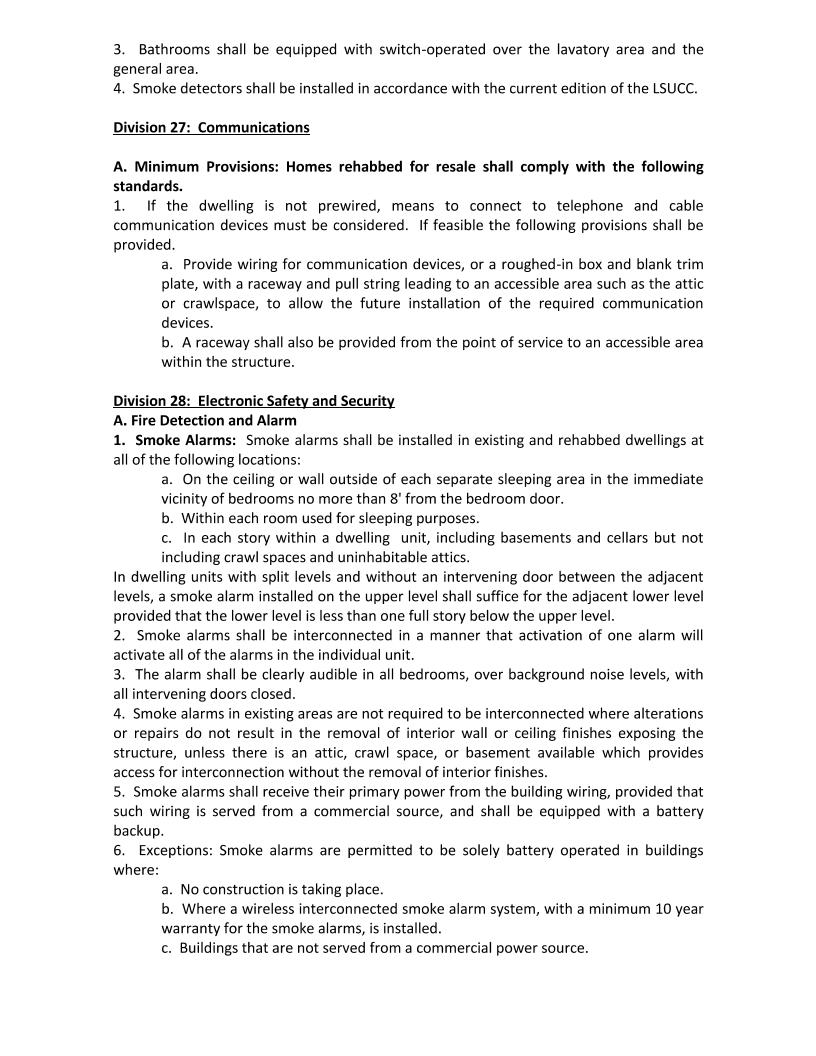 3. Bathrooms shall be equipped with switch-operated over the lavatory area and the
general area.
4. Smoke detectors shall be installed in accordance with the current edition of the LSUCC.
Division 27: Communications
A. Minimum Provisions: Homes rehabbed for resale shall comply with the following
standards.
1. If the dwelling is not prewired, means to connect to telephone and cable
communication devices must be considered. If feasible the following provisions shall be
provided.
a. Provide wiring for communication devices, or a roughed-in box and blank trim
plate, with a raceway and pull string leading to an accessible area such as the attic
or crawlspace, to allow the future installation of the required communication
devices.
b. A raceway shall also be provided from the point of service to an accessible area
within the structure.
Division 28: Electronic Safety and Security
A. Fire Detection and Alarm
1. Smoke Alarms: Smoke alarms shall be installed in existing and rehabbed dwellings at
all of the following locations:
a. On the ceiling or wall outside of each separate sleeping area in the immediate
vicinity of bedrooms no more than 8' from the bedroom door.
b. Within each room used for sleeping purposes.
c. In each story within a dwelling unit, including basements and cellars but not
including crawl spaces and uninhabitable attics.
In dwelling units with split levels and without an intervening door between the adjacent
levels, a smoke alarm installed on the upper level shall suffice for the adjacent lower level
provided that the lower level is less than one full story below the upper level.
2. Smoke alarms shall be interconnected in a manner that activation of one alarm will
activate all of the alarms in the individual unit.
3. The alarm shall be clearly audible in all bedrooms, over background noise levels, with
all intervening doors closed.
4. Smoke alarms in existing areas are not required to be interconnected where alterations
or repairs do not result in the removal of interior wall or ceiling finishes exposing the
structure, unless there is an attic, crawl space, or basement available which provides
access for interconnection without the removal of interior finishes.
5. Smoke alarms shall receive their primary power from the building wiring, provided that
such wiring is served from a commercial source, and shall be equipped with a battery
backup.
6. Exceptions: Smoke alarms are permitted to be solely battery operated in buildings
where:
a. No construction is taking place.
b. Where a wireless interconnected smoke alarm system, with a minimum 10 year
warranty for the smoke alarms, is installed.
c. Buildings that are not served from a commercial power source.